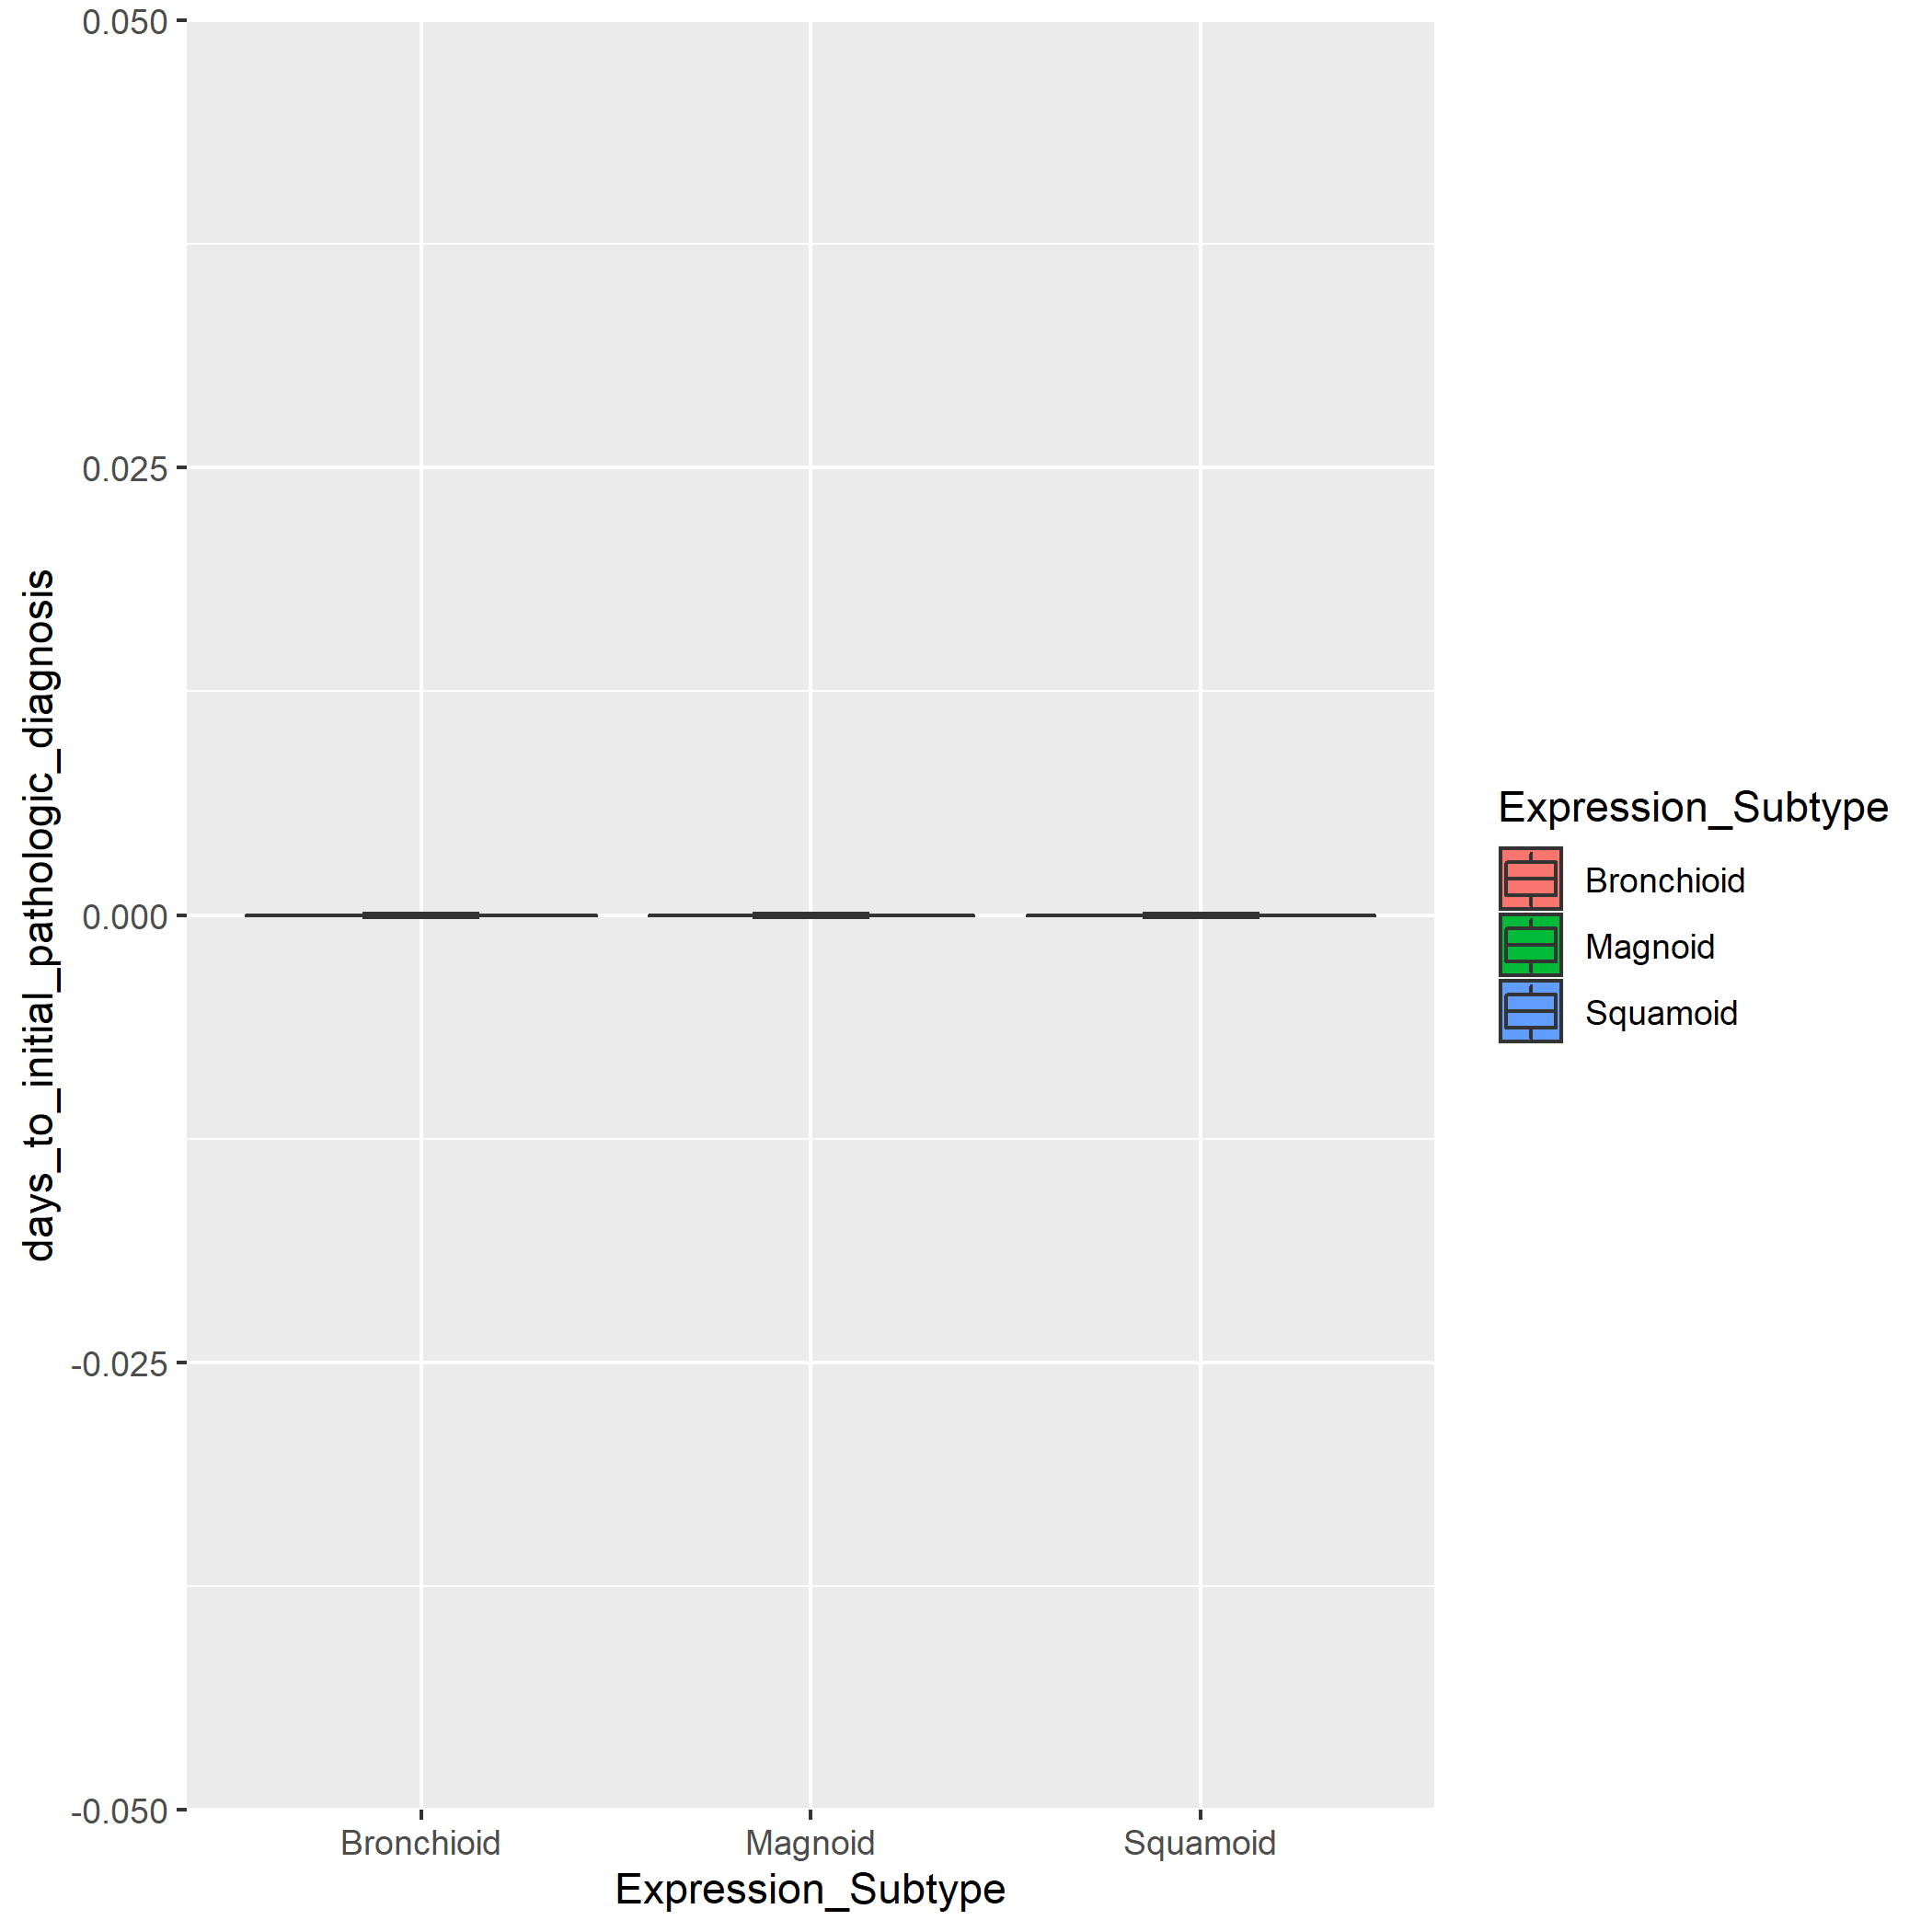 days_to_initial_pathologic_diagnosis
0.050
0.025
0.000
-0.025
-0.050
Bronchioid
Magnoid
Squamoid
Expression_Subtype
Expression_Subtype
Bronchioid
Magnoid
Squamoid